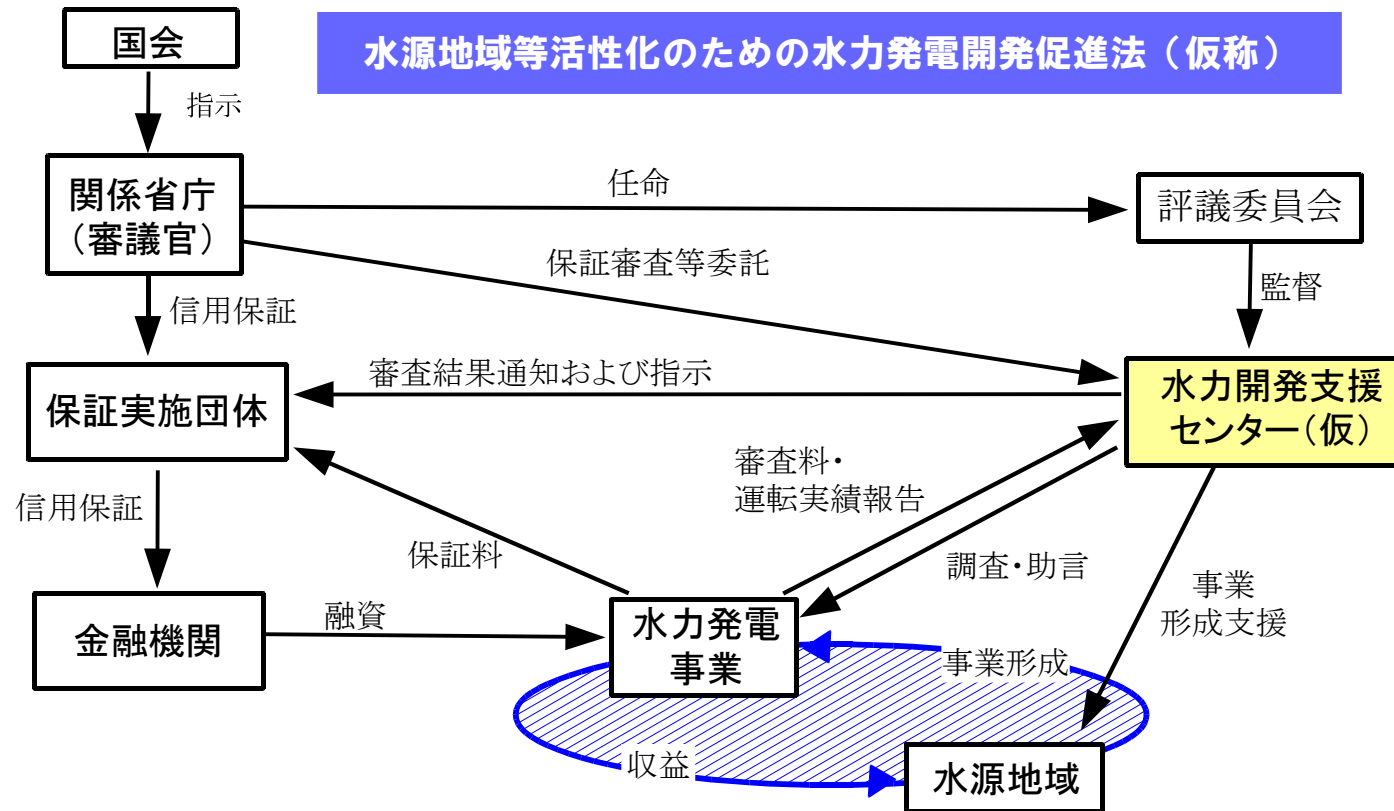 国会
水源地域等活性化のための水力発電開発促進法（仮称）
指示
関係省庁
（審議官）
任命
評議委員会
保証審査等委託
監督
信用保証
審査結果通知および指示
保証実施団体
水力開発支援
センター（仮）
審査料・
運転実績報告
信用保証
保証料
調査・助言
事業
形成支援
金融機関
融資
水力発電
事業
事業形成
収益
水源地域